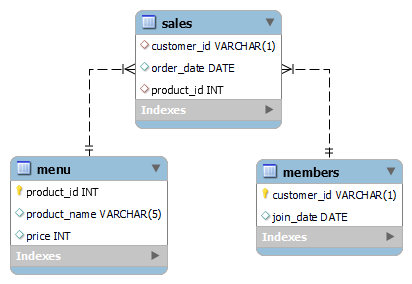 sales
customer_id VARCHAR(1)
order_date DATE
product_id INT
Indexes
menu
product_id INT
product_name VARCHAR(5)
price INT
Indexes
members
customer_id VARCHAR(1)
join_date DATE
Indexes